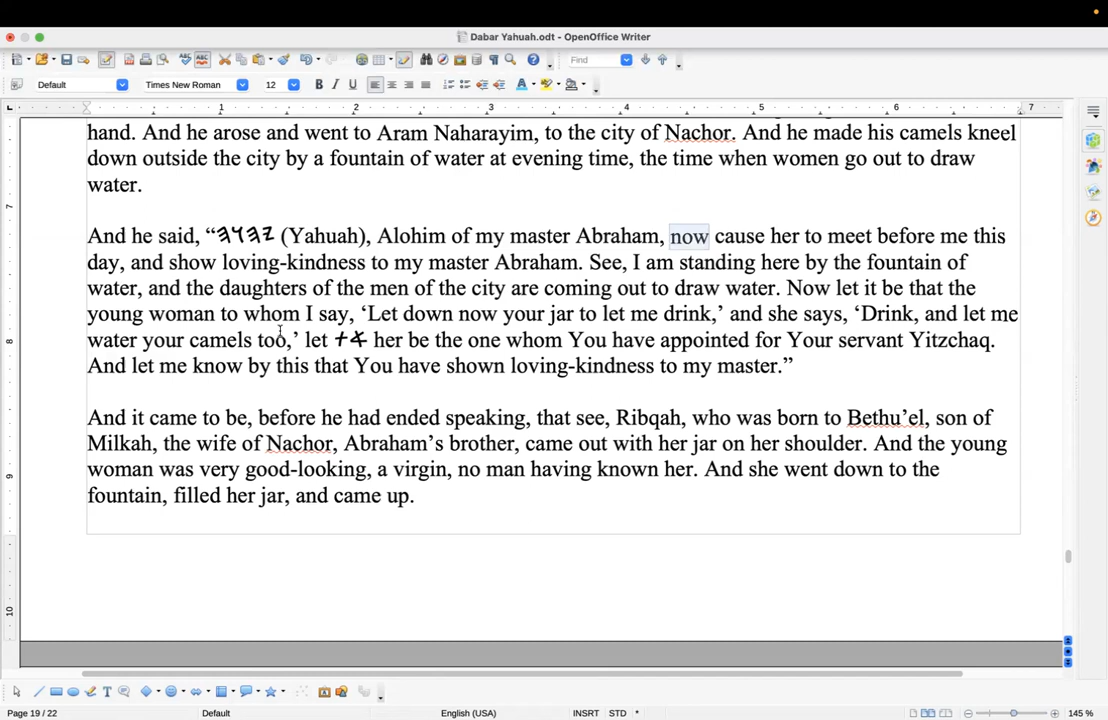 Dabar Yahuah.odt - OpenOffice Writer
Find
Default
Times New Roman
12
B I U
1 2 3 4 5 6 7
hand. And he arose and went to Aram Naharayim, to the city of Nachor. And he made his camels kneel
down outside the city by a fountain of water at evening time, the time when women go out to draw
water.
7
And he said, “𐤉𐤄𐤅𐤄 (Yahuah), Alohim of my master Abraham, now cause her to meet before me this
day, and show loving-kindness to my master Abraham. See, I am standing here by the fountain of
water, and the daughters of the men of the city are coming out to draw water. Now let it be that the
young woman to whom I say, ‘Let down now your jar to let me drink,’ and she says, ‘Drink, and let me
8
water your camels too,’ let 𐤀𐤕 her be the one whom You have appointed for Your servant Yitzchaq.
And let me know by this that You have shown loving-kindness to my master.”
And it came to be, before he had ended speaking, that see, Ribqah, who was born to Bethu’el, son of
Milkah, the wife of Nachor, Abraham’s brother, came out with her jar on her shoulder. And the young
9
woman was very good-looking, a virgin, no man having known her. And she went down to the
fountain, filled her jar, and came up.
10
Page 19 / 22
Default
English (USA)
INSRT
STD
*
145 %